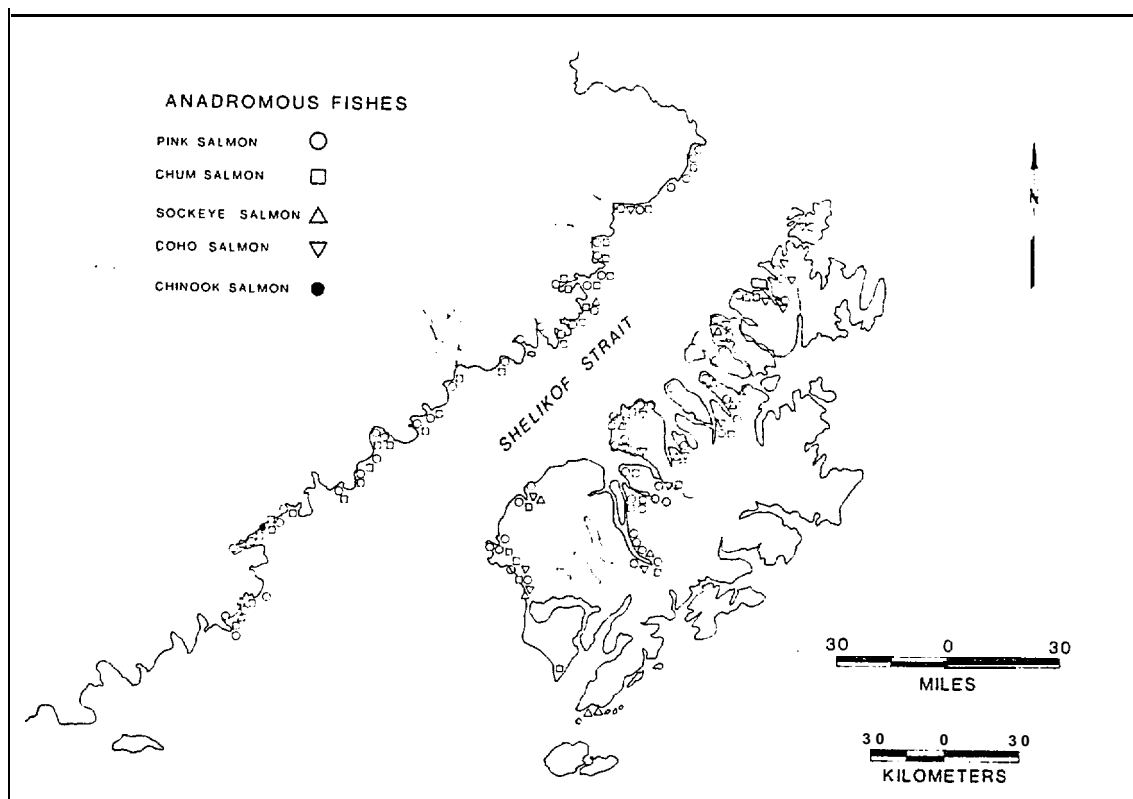 ANADROMOUS FISHES
PINK SALMON
CHUM SALMON
SOCKEYE SALMON
COHO SALMON
CHINOOK SALMON
N
SHELIKOF STRAIT
30 0 30
MILES
30 0 30
KILOMETERS